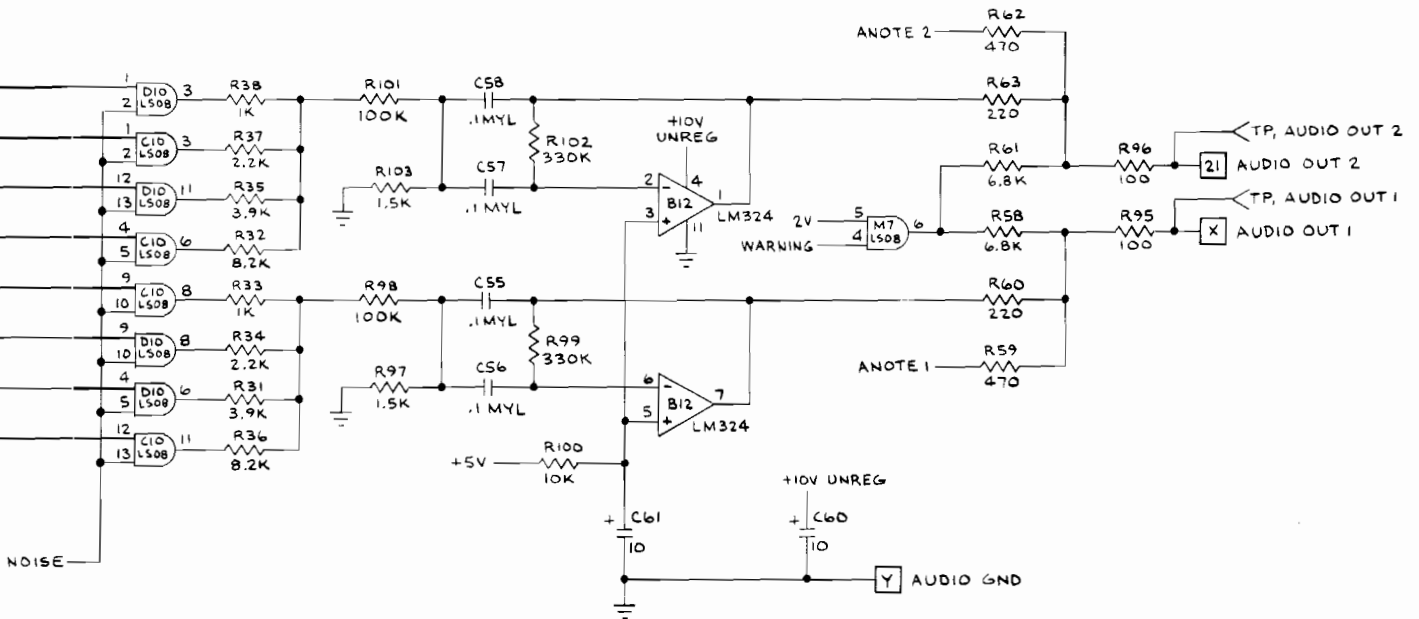 R62
ANOTE 2
470
1
D10
LS08
3
2
R38
1K
R101
100K
C58
.1MYL
R63
220
+10V
UNREG
1
C10
LS08
3
2
R37
2.2K
R102
330K
TP, AUDIO OUT 2
R61
6.8K
R96
100
21
AUDIO OUT 2
12
D10
LS08
11
13
R35
3.9K
R103
1.5K
C57
.1 MYL
2
-
4
B12
1
3
+
11
LM324
TP, AUDIO OUT 1
2V
5
M7
LS08
6
WARNING
4
R58
6.8K
R95
100
X
AUDIO OUT 1
4
C10
LS08
6
5
R32
8.2K
9
C10
LS08
8
10
R33
1K
R98
100K
C55
.1MYL
R60
220
9
D10
LS08
8
10
R34
2.2K
R99
330K
ANOTE 1
R59
470
4
D10
LS08
6
5
R31
3.9K
R97
1.5K
C56
.1 MYL
6
-
B12
7
5
+
LM324
12
C10
LS08
11
13
R36
8.2K
+5V
R100
10K
+10V UNREG
+
C61
10
+
C60
10
NOISE
Y
AUDIO GND